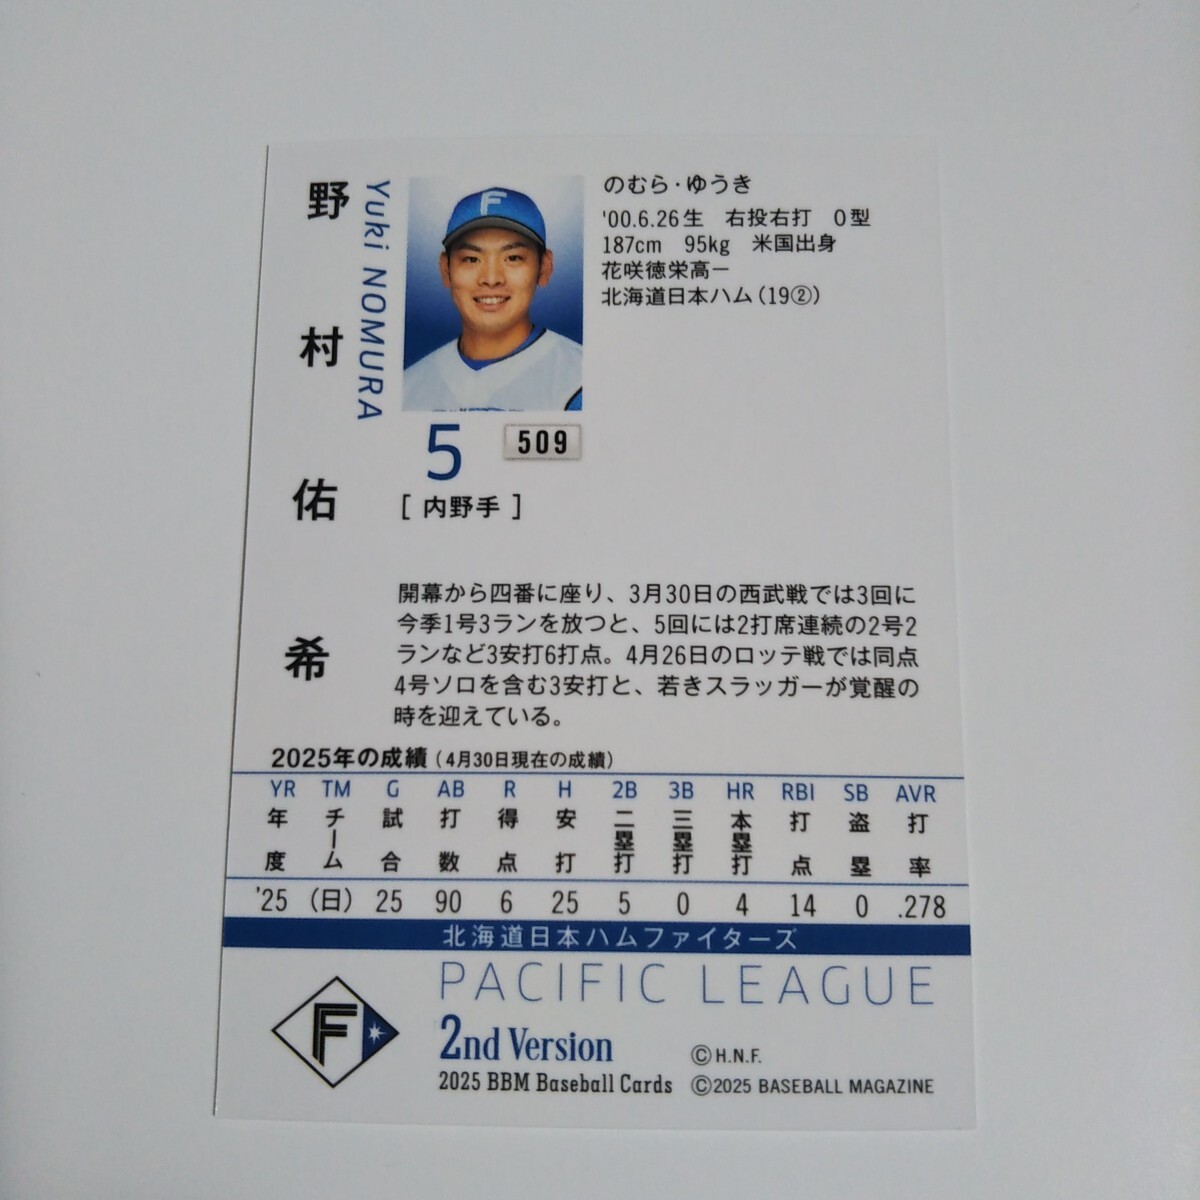 野村佑希
Yuki NOMURA
F
のむら・ゆうき
'00.6.26生 右投右打 O型
187cm 95kg 米国出身
花咲徳栄高ー
北海道日本ハム(19②)
5
509
[内野手]
開幕から四番に座り、3月30日の西武戦では3回に
今季1号3ランを放つと、5回には2打席連続の2号2
ランなど3安打6打点。4月26日のロッテ戦では同点
4号ソロを含む3安打と、若きスラッガーが覚醒の
時を迎えている。
2025年の成績(4月30日現在の成績)
YR TM G AB R H 2B 3B HR RBI SB AVR
年度 チーム 試合 打数 得点 安打 二塁打 三塁打 本塁打 打点 盗塁 打率
'25 (日) 25 90 6 25 5 0 4 14 0 .278
北海道日本ハムファイターズ
PACIFIC LEAGUE
F
2nd Version
©H.N.F.
2025 BBM Baseball Cards
©2025 BASEBALL MAGAZINE